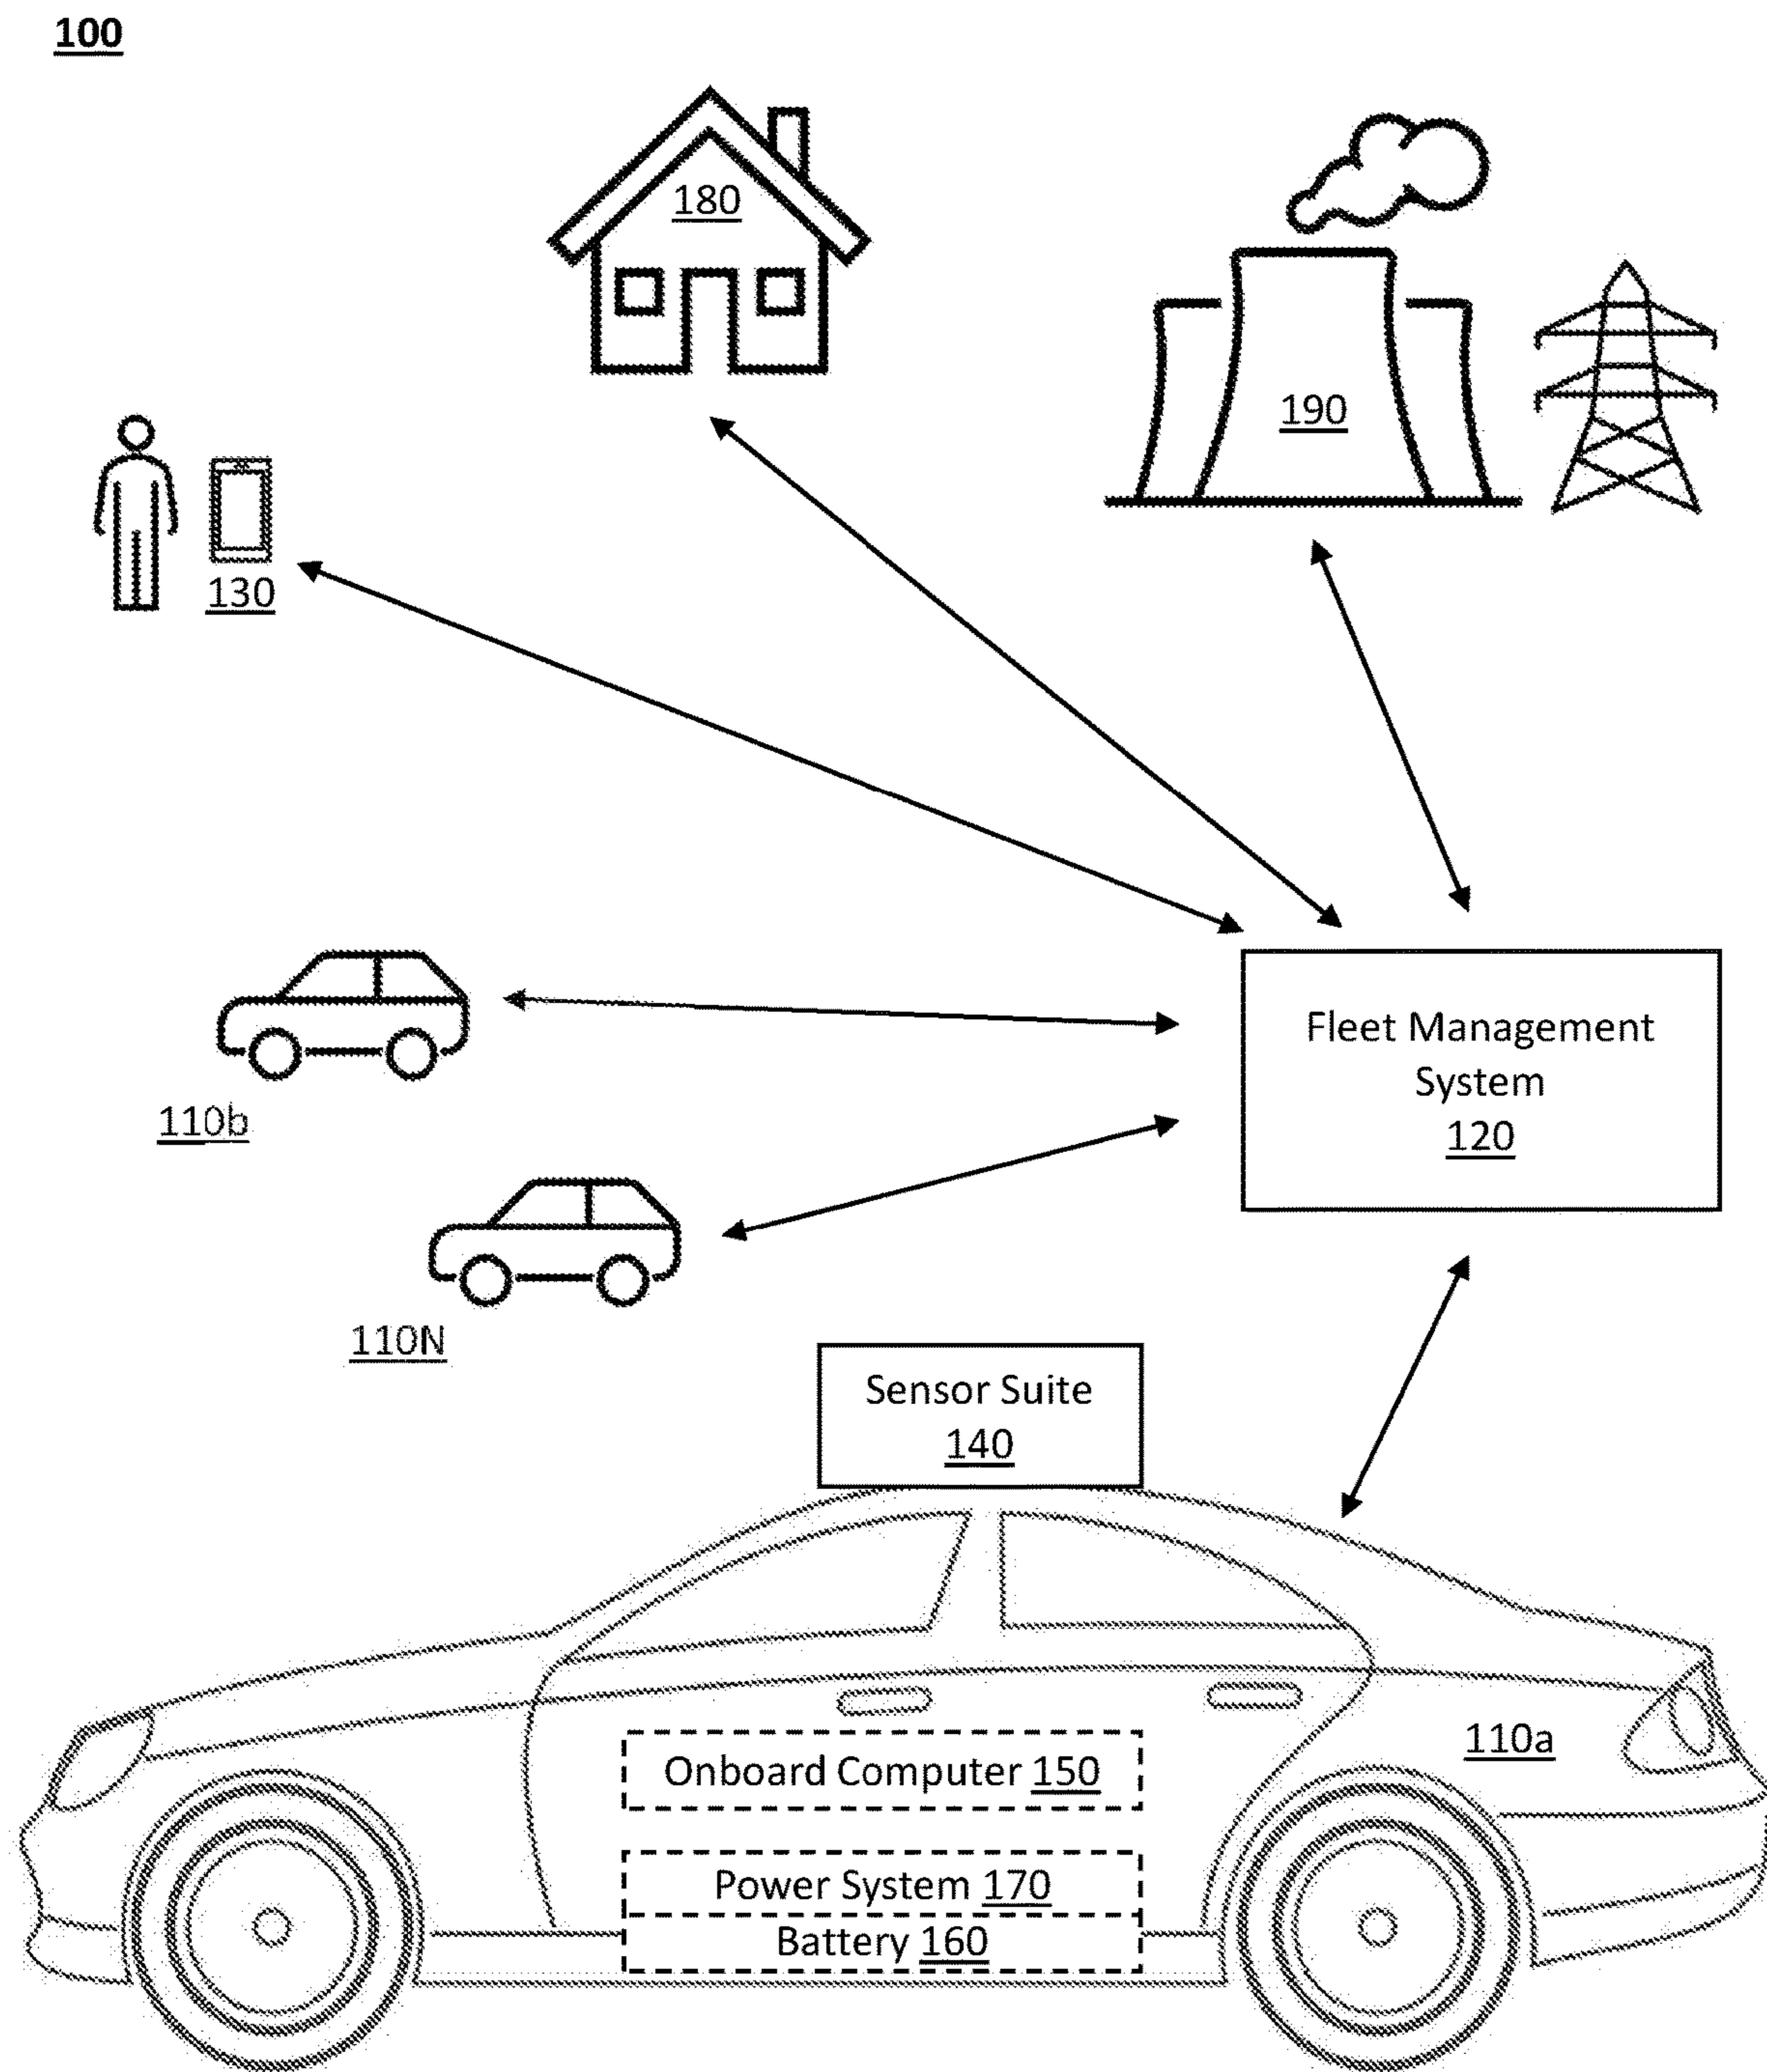 100
180
190
130
110b
Fleet Management
System
120
110N
Sensor Suite
140
110a
Onboard Computer 150
Power System 170
Battery 160